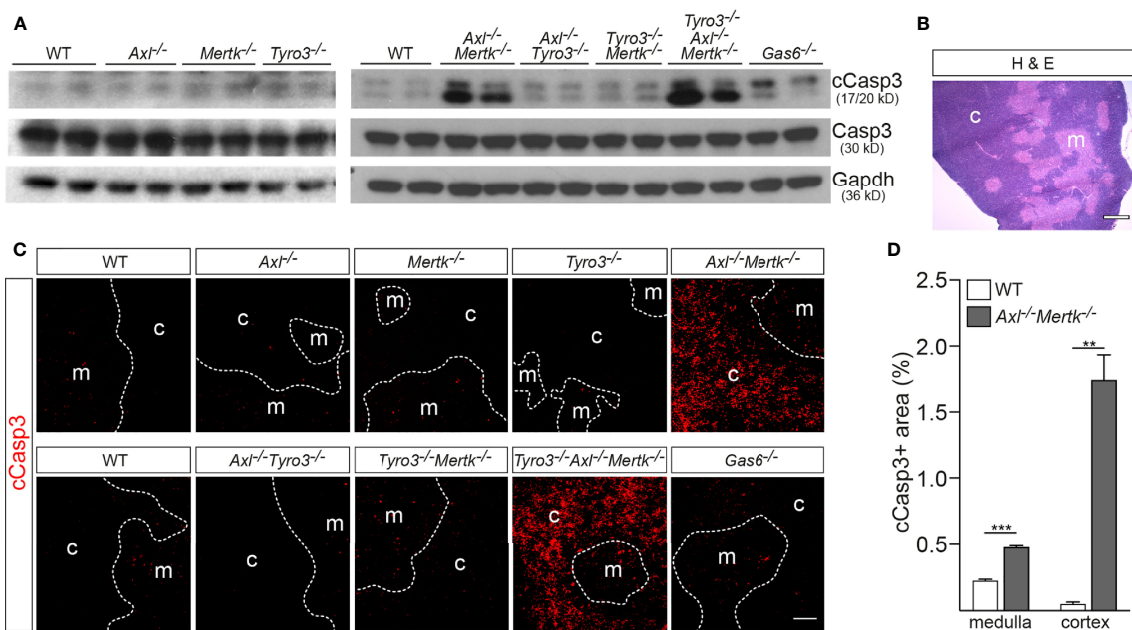 A
WT
Axl-/-
Mertk-/-
Tyro3-/-
WT
Axl-/-
Mertk-/-
Axl-/-
Tyro3-/-
Tyro3-/-
Mertk-/-
Tyro3-/-
Axl-/-
Mertk-/-
Gas6-/-
cCasp3
(17/20 kD)
Casp3
(30 kD)
Gapdh
(36 kD)
B
H & E
c
m
C
cCasp3
WT
Axl-/-
Mertk-/-
Tyro3-/-
Axl-/-Mertk-/-
m
c
c
m
m
m
c
m
m
c
m
m
m
c
WT
Axl-/-Tyro3-/-
Tyro3-/-Mertk-/-
Tyro3-/-Axl-/-Mertk-/-
Gas6-/-
c
m
c
m
m
c
c
m
c
m
D
cCasp3+ area (%)
2.5
2.0
1.5
1.0
0.5
WT
Axl-/-Mertk-/-
***
**
medulla
cortex